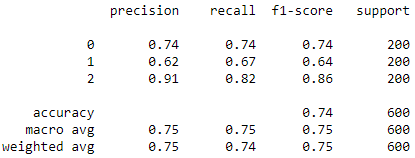 precision recall f1-score support
0 0.74 0.74 0.74 200
1 0.62 0.67 0.64 200
2 0.91 0.82 0.86 200
accuracy 0.74 600
macro avg 0.75 0.75 0.75 600
weighted avg 0.75 0.74 0.75 600